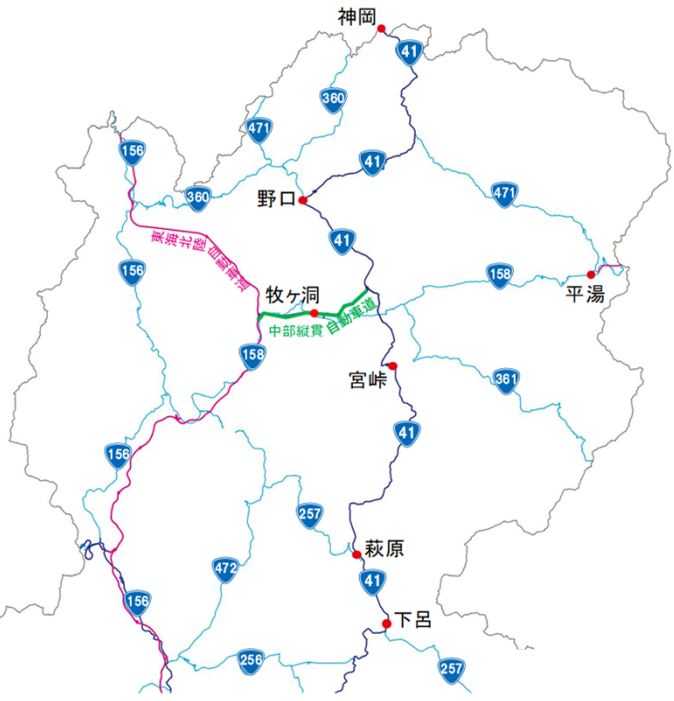 神岡
41
360
471
156
41
360
野口
471
東海北陸自動車道
41
156
158
平湯
牧ヶ洞
中部縦貫自動車道
158
宮峠
361
41
156
257
萩原
472
41
156
下呂
256
257